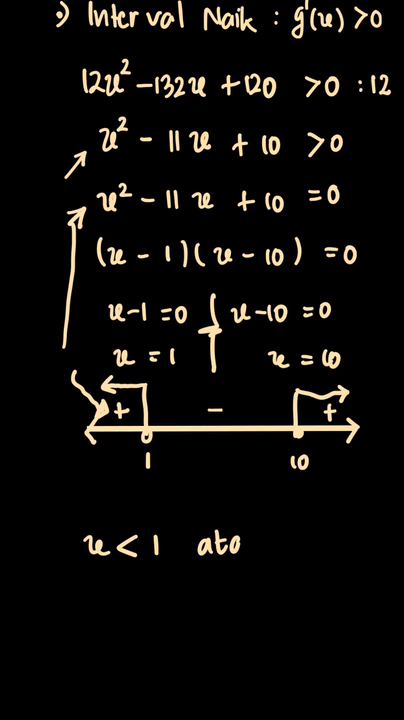 :) Interval Naik : g'(x) > 0
12x² - 132x + 120 > 0 : 12
x² - 11x + 10 > 0
x² - 11x + 10 = 0
(x - 1)(x - 10) = 0
x - 1 = 0 x - 10 = 0
x = 1 x = 10
+ - +
1 10
x < 1 ato